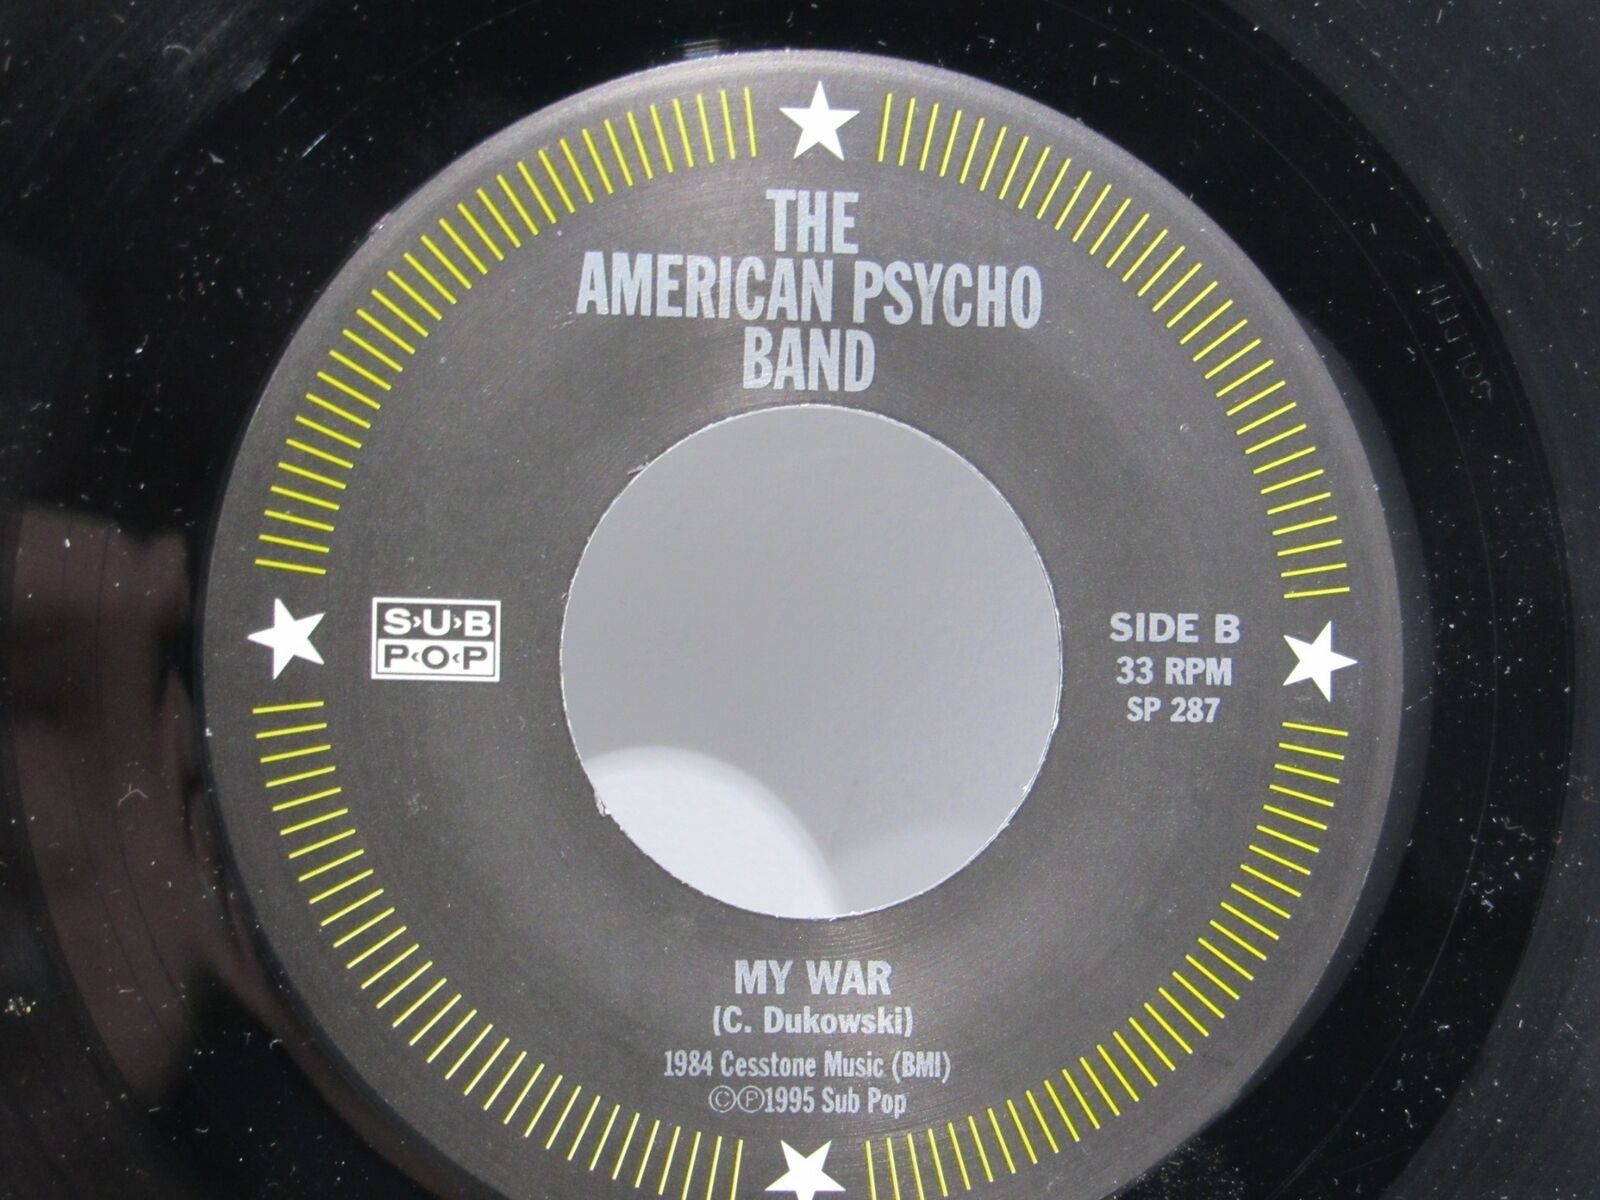 THE
AMERICAN PSYCHO
BAND
S›U›B
P‹O‹P
SIDE B
33 RPM
SP 287
MY WAR
(C. Dukowski)
1984 Cesstone Music (BMI)
©℗1995 Sub Pop